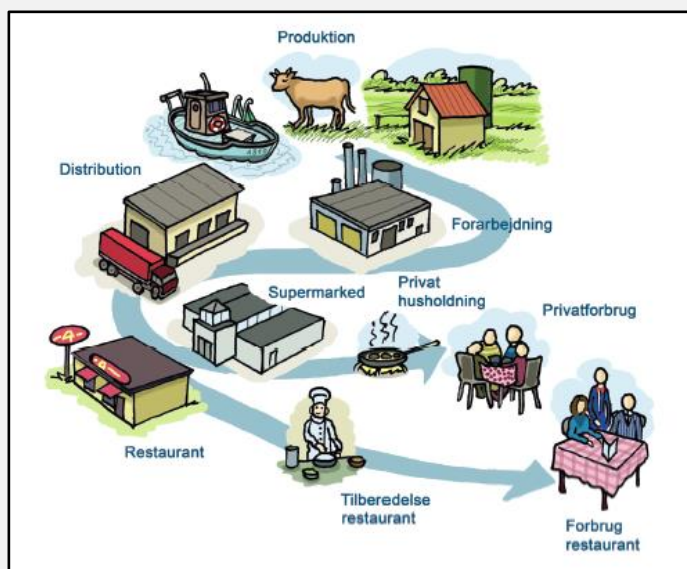 Produktion
Distribution
Forarbejdning
Supermarked
Privat
husholdning
Privatforbrug
Restaurant
Tilberedelse
restaurant
Forbrug
restaurant